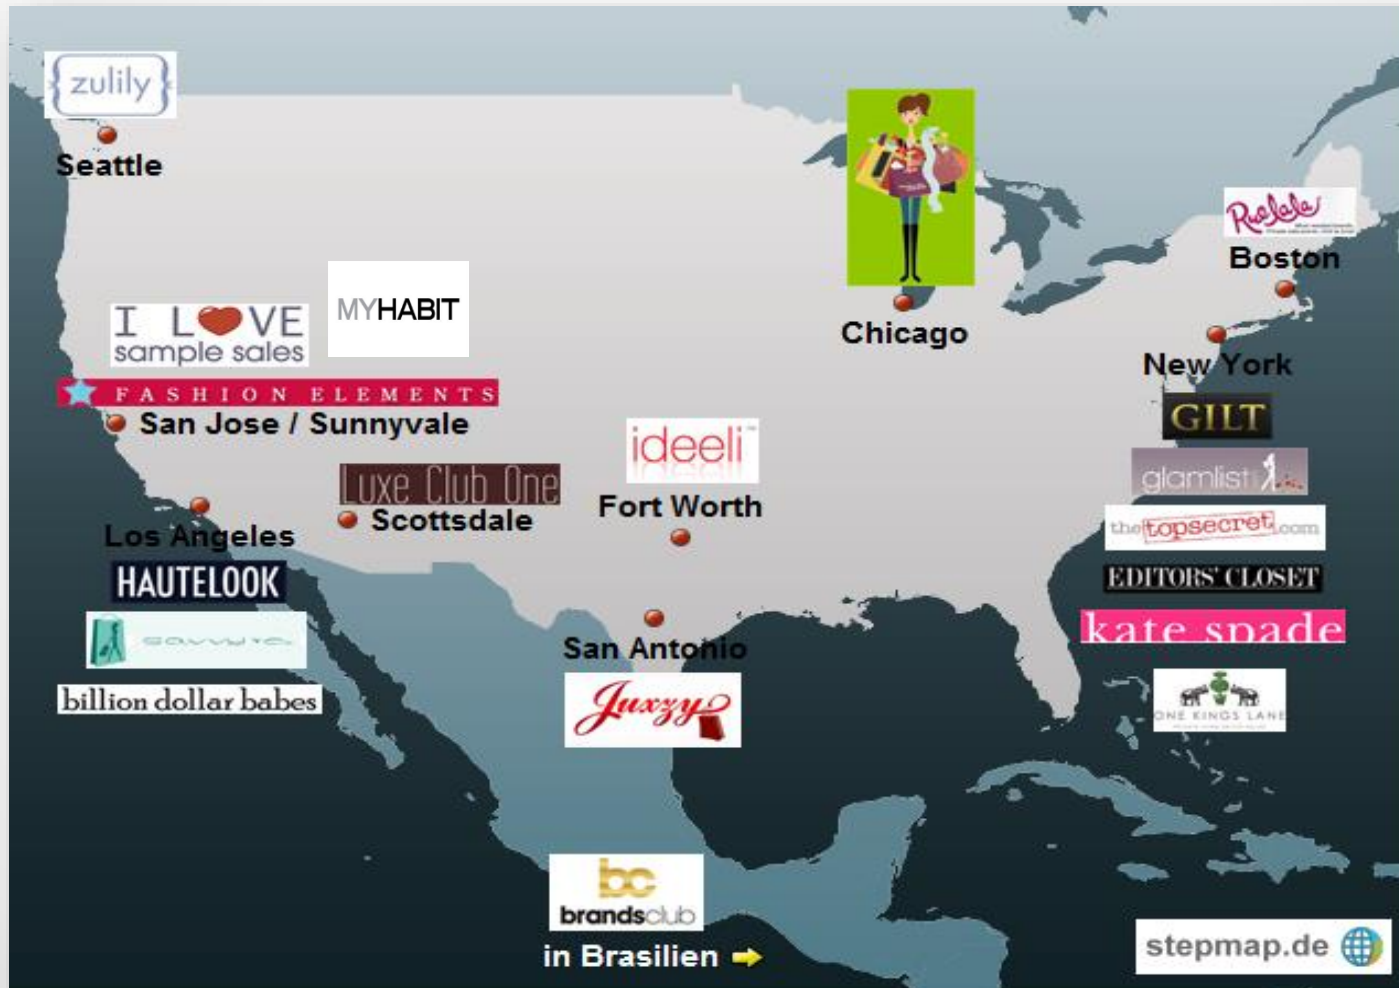 zulily
Seattle
I LOVE
sample sales
MYHABIT
FASHION ELEMENTS
San Jose / Sunnyvale
Luxe Club One
Scottsdale
Los Angeles
HAUTELOOK
billion dollar babes
ideeli™
Fort Worth
San Antonio
Juxzy
Chicago
Ruelala
Boston
New York
GILT
glamlist
thetopsecret.com
EDITORS' CLOSET
kate spade
ONE KINGS LANE
bc
brandsclub
in Brasilien
stepmap.de